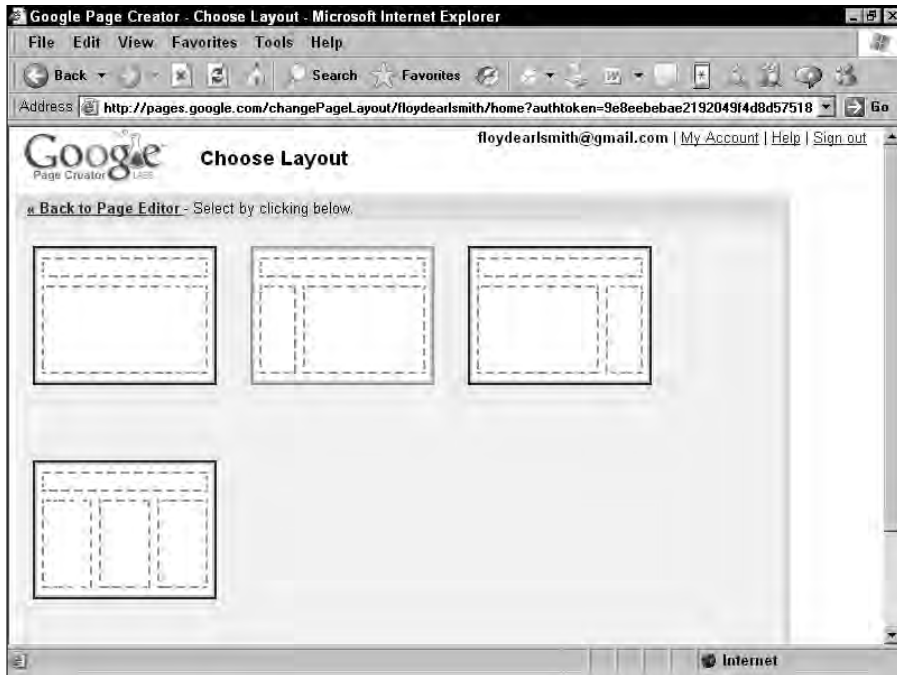 Google Page Creator - Choose Layout - Microsoft Internet Explorer
File Edit View Favorites Tools Help
Back Search Favorites
Address http://pages.google.com/changePageLayout/floydearlsmith/home?authtoken=9e8eebebae2192049f4d8d57518 Go
floydearlsmith@gmail.com | My Account | Help | Sign out
Google
Page Creator LABS
Choose Layout
« Back to Page Editor - Select by clicking below.
Internet